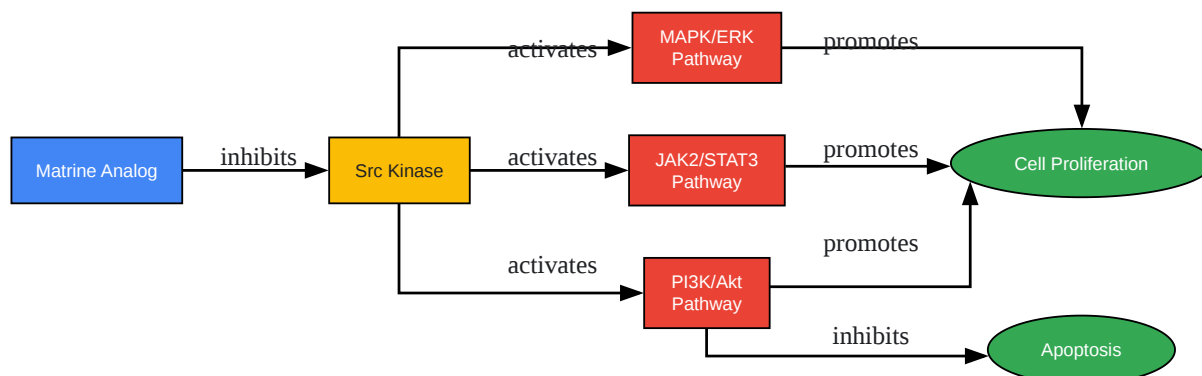 activates
MAPK/ERK
Pathway
promotes
Matrine Analog
inhibits
Src Kinase
activates
JAK2/STAT3
Pathway
promotes
Cell Proliferation
activates
PI3K/Akt
Pathway
promotes
inhibits
Apoptosis